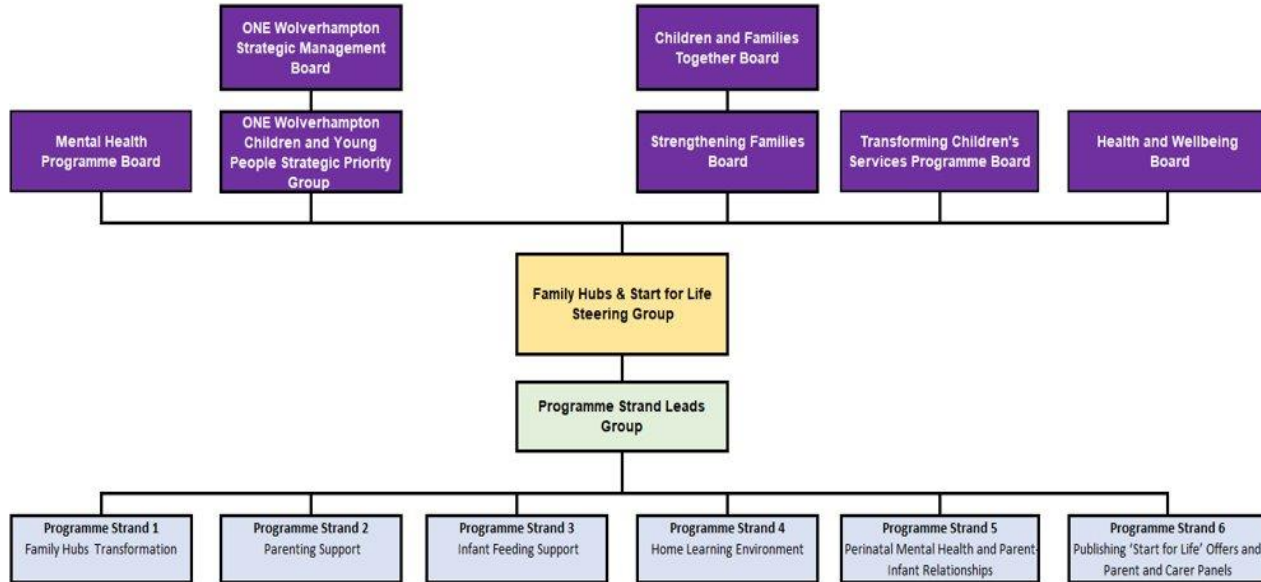 ONE Wolverhampton
Strategic Management
Board
Children and Families
Together Board
Mental Health
Programme Board
ONE Wolverhampton
Children and Young
People Strategic Priority
Group
Strengthening Families
Board
Transforming Children's
Services Programme Board
Health and Wellbeing
Board
Family Hubs & Start for Life
Steering Group
Programme Strand Leads
Group
Programme Strand 1
Family Hubs Transformation
Programme Strand 2
Parenting Support
Programme Strand 3
Infant Feeding Support
Programme Strand 4
Home Learning Environment
Programme Strand 5
Perinatal Mental Health and Parent-
Infant Relationships
Programme Strand 6
Publishing 'Start for Life' Offers and
Parent and Carer Panels